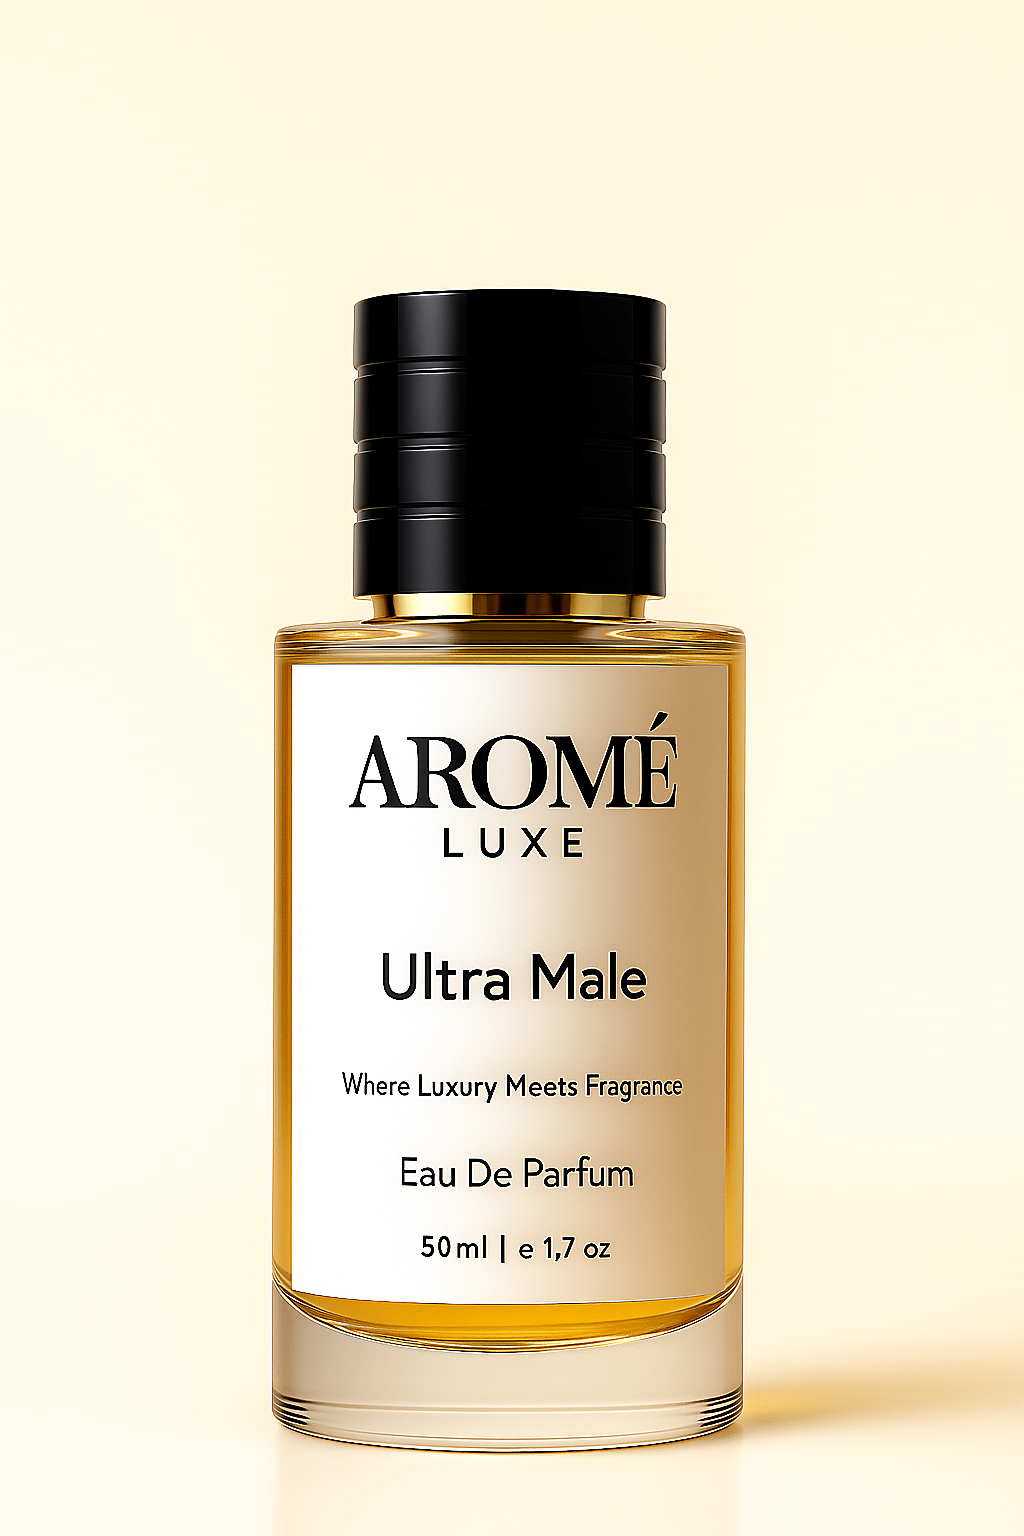 AROMÉ
LUXE
Ultra Male
Where Luxury Meets Fragrance
Eau De Parfum
50 ml | e 1,7 oz